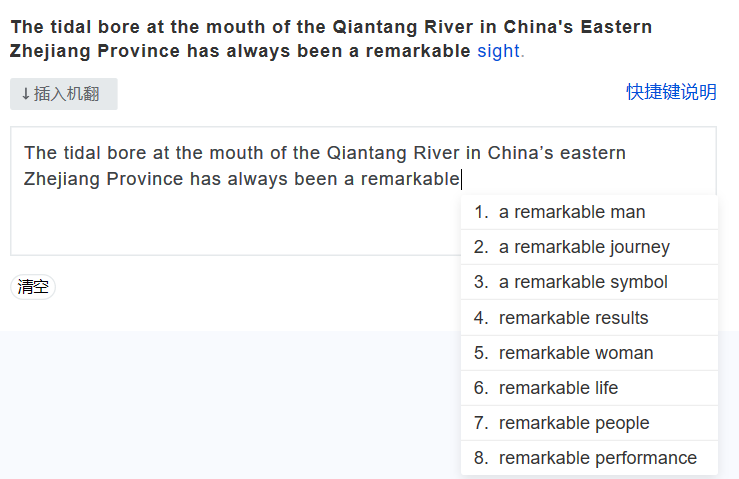 The tidal bore at the mouth of the Qiantang River in China's Eastern
Zhejiang Province has always been a remarkable sight.
↓插入机翻
快捷键说明
The tidal bore at the mouth of the Qiantang River in China’s eastern
Zhejiang Province has always been a remarkable
1. a remarkable man
2. a remarkable journey
3. a remarkable symbol
4. remarkable results
5. remarkable woman
6. remarkable life
7. remarkable people
8. remarkable performance
清空